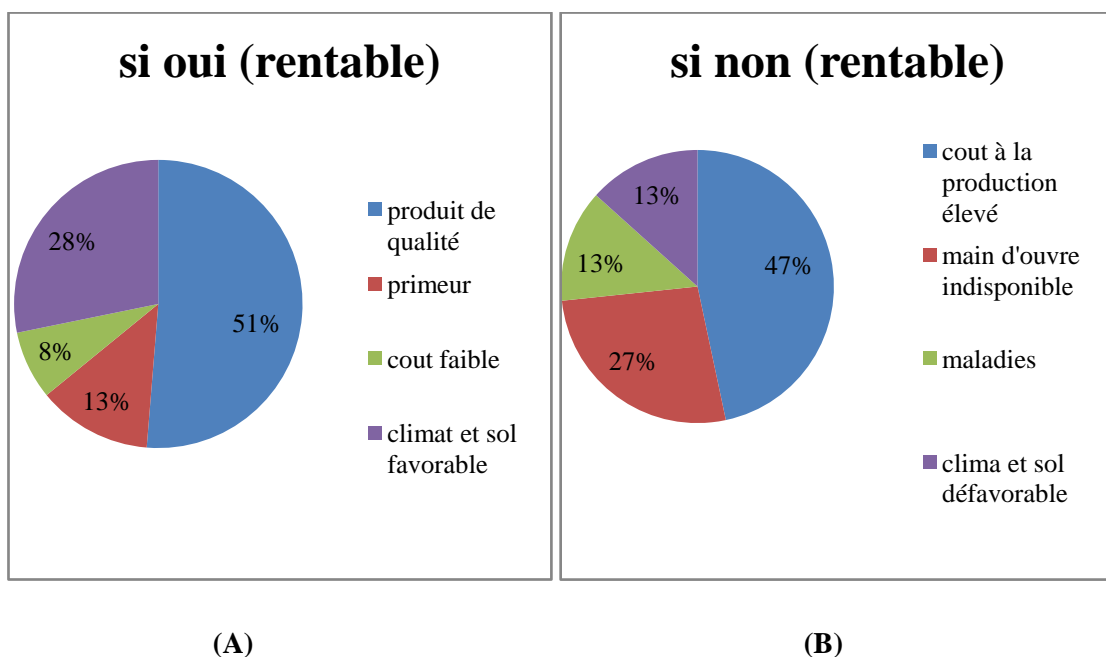 si oui (rentable)
28%
51%
8%
13%
produit de
qualité
primeur
cout faible
climat et sol
favorable
si non (rentable)
13%
13%
47%
27%
cout à la
production
élevé
main d'ouvre
indisponible
maladies
clima et sol
défavorable
(A)
(B)